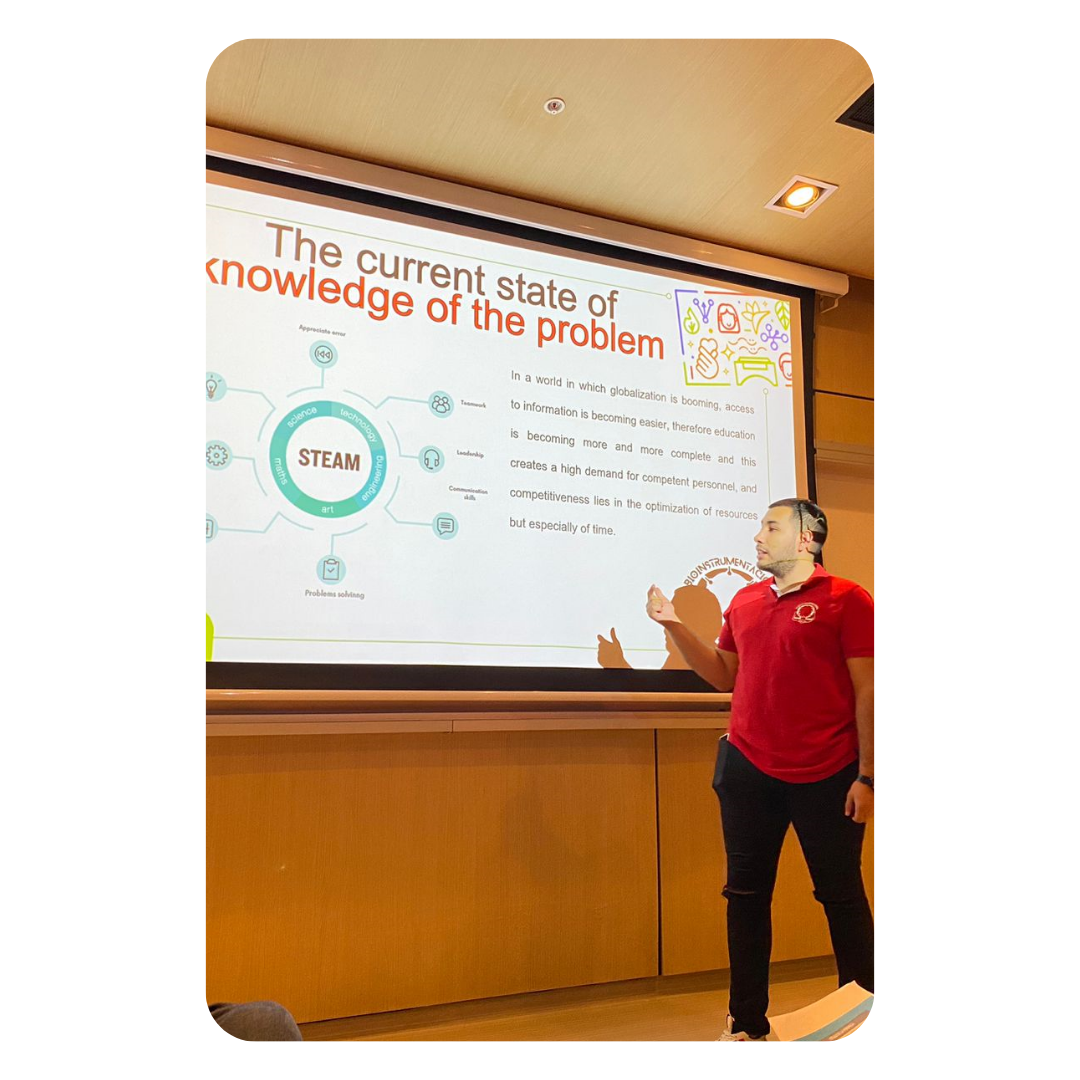 The current state of
knowledge of the problem
Appreciate error
Teamwork
Leadership
Communication
skills
Problems solvinng
science
technology
engineering
art
maths
STEAM
In a world in which globalization is booming, access
to information is becoming easier, therefore education
is becoming more and more complete and this
creates a high demand for competent personnel, and
competitiveness lies in the optimization of resources
but especially of time.